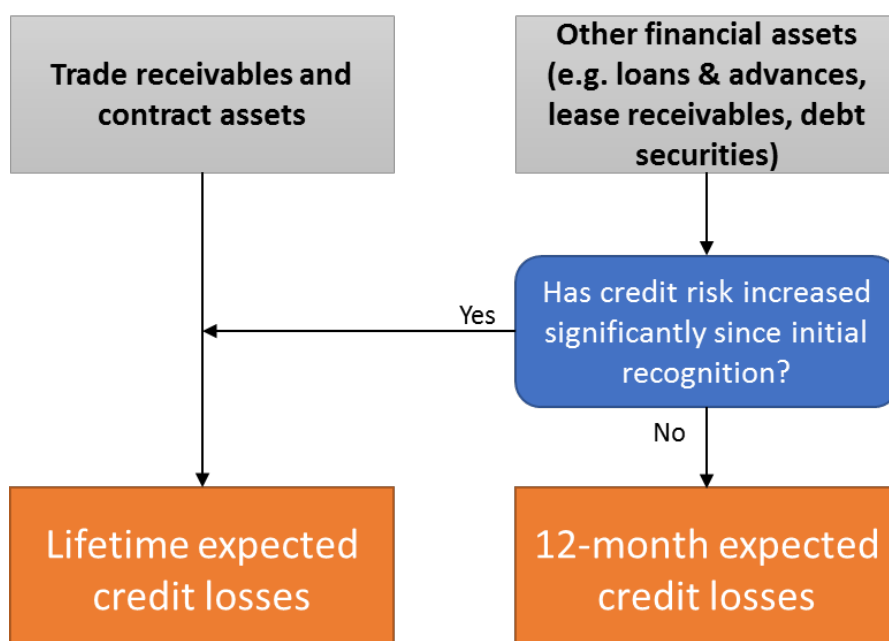 Trade receivables and
contract assets
Other financial assets
(e.g. loans & advances,
lease receivables, debt
securities)
Has credit risk increased
significantly since initial
recognition?
Yes
No
Lifetime expected
credit losses
12-month expected
credit losses